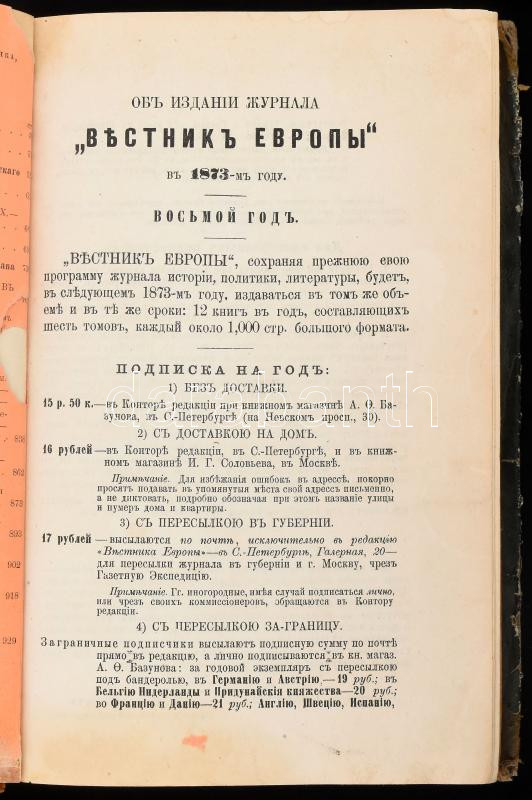 ОБЪ ИЗДАНІИ ЖУРНАЛА
„ВѢСТНИКЪ ЕВРОПЫ“
въ 1873-мъ году.
ВОСЬМОЙ ГОДЪ.
„ВѢСТНИКЪ ЕВРОПЫ“, сохраняя прежнюю свою
программу журнала исторіи, политики, литературы, будетъ,
въ слѣдующемъ 1873-мъ году, издаваться въ томъ же объ-
емѣ и въ тѣ же сроки: 12 книгъ въ годъ, составляющихъ
шесть томовъ, каждый около 1,000 стр. большого формата.
ПОДПИСКА НА ГОДЪ:
1) БЕЗЪ ДОСТАВКИ.
15 р. 50 к.—въ Конторѣ редакціи при книжномъ магазинѣ А. Ѳ. Ба-
зунова, въ С.-Петербургѣ (на Невскомъ просп., 30).
2) СЪ ДОСТАВКОЮ НА ДОМЪ.
16 рублей—въ Конторѣ редакціи, въ С.-Петербургѣ, и въ книж-
номъ магазинѣ И. Г. Соловьева, въ Москвѣ.
Примѣчаніе. Для избѣжанія ошибокъ въ адрессѣ, покорно
просятъ подавать въ упомянутыя мѣста свой адрессъ письменно,
а не диктовать, подробно обозначая при этомъ названіе улицы
и нумеръ дома и квартиры.
3) СЪ ПЕРЕСЫЛКОЮ ВЪ ГУБЕРНІИ.
17 рублей—высылаются по почтѣ, исключительно въ редакцію
«Вѣстника Европы»—въ С.-Петербургѣ, Галерная, 20—
для пересылки журнала въ губерніи и г. Москву, чрезъ
Газетную Экспедицію.
Примѣчаніе. Гг. иногородные, имѣя случай подписаться лично,
или чрезъ своихъ коммиссіонеровъ, обращаются въ Контору
редакціи.
4) СЪ ПЕРЕСЫЛКОЮ ЗА-ГРАНИЦУ.
Заграничные подписчики высылаютъ подписную сумму по почтѣ
прямо въ редакцію, а лично подписываются въ кн. магаз.
А. Ѳ. Базунова: за годовой экземпляръ съ пересылкою
подъ бандеролью, въ Германію и Австрію—19 руб.; въ
Бельгію Нидерланды и Придунайскія княжества—20 руб.;
во Францію и Данію—21 руб.; Англію, Швецію, Испанію,
838
862
873
893
902
918
929
darabanth